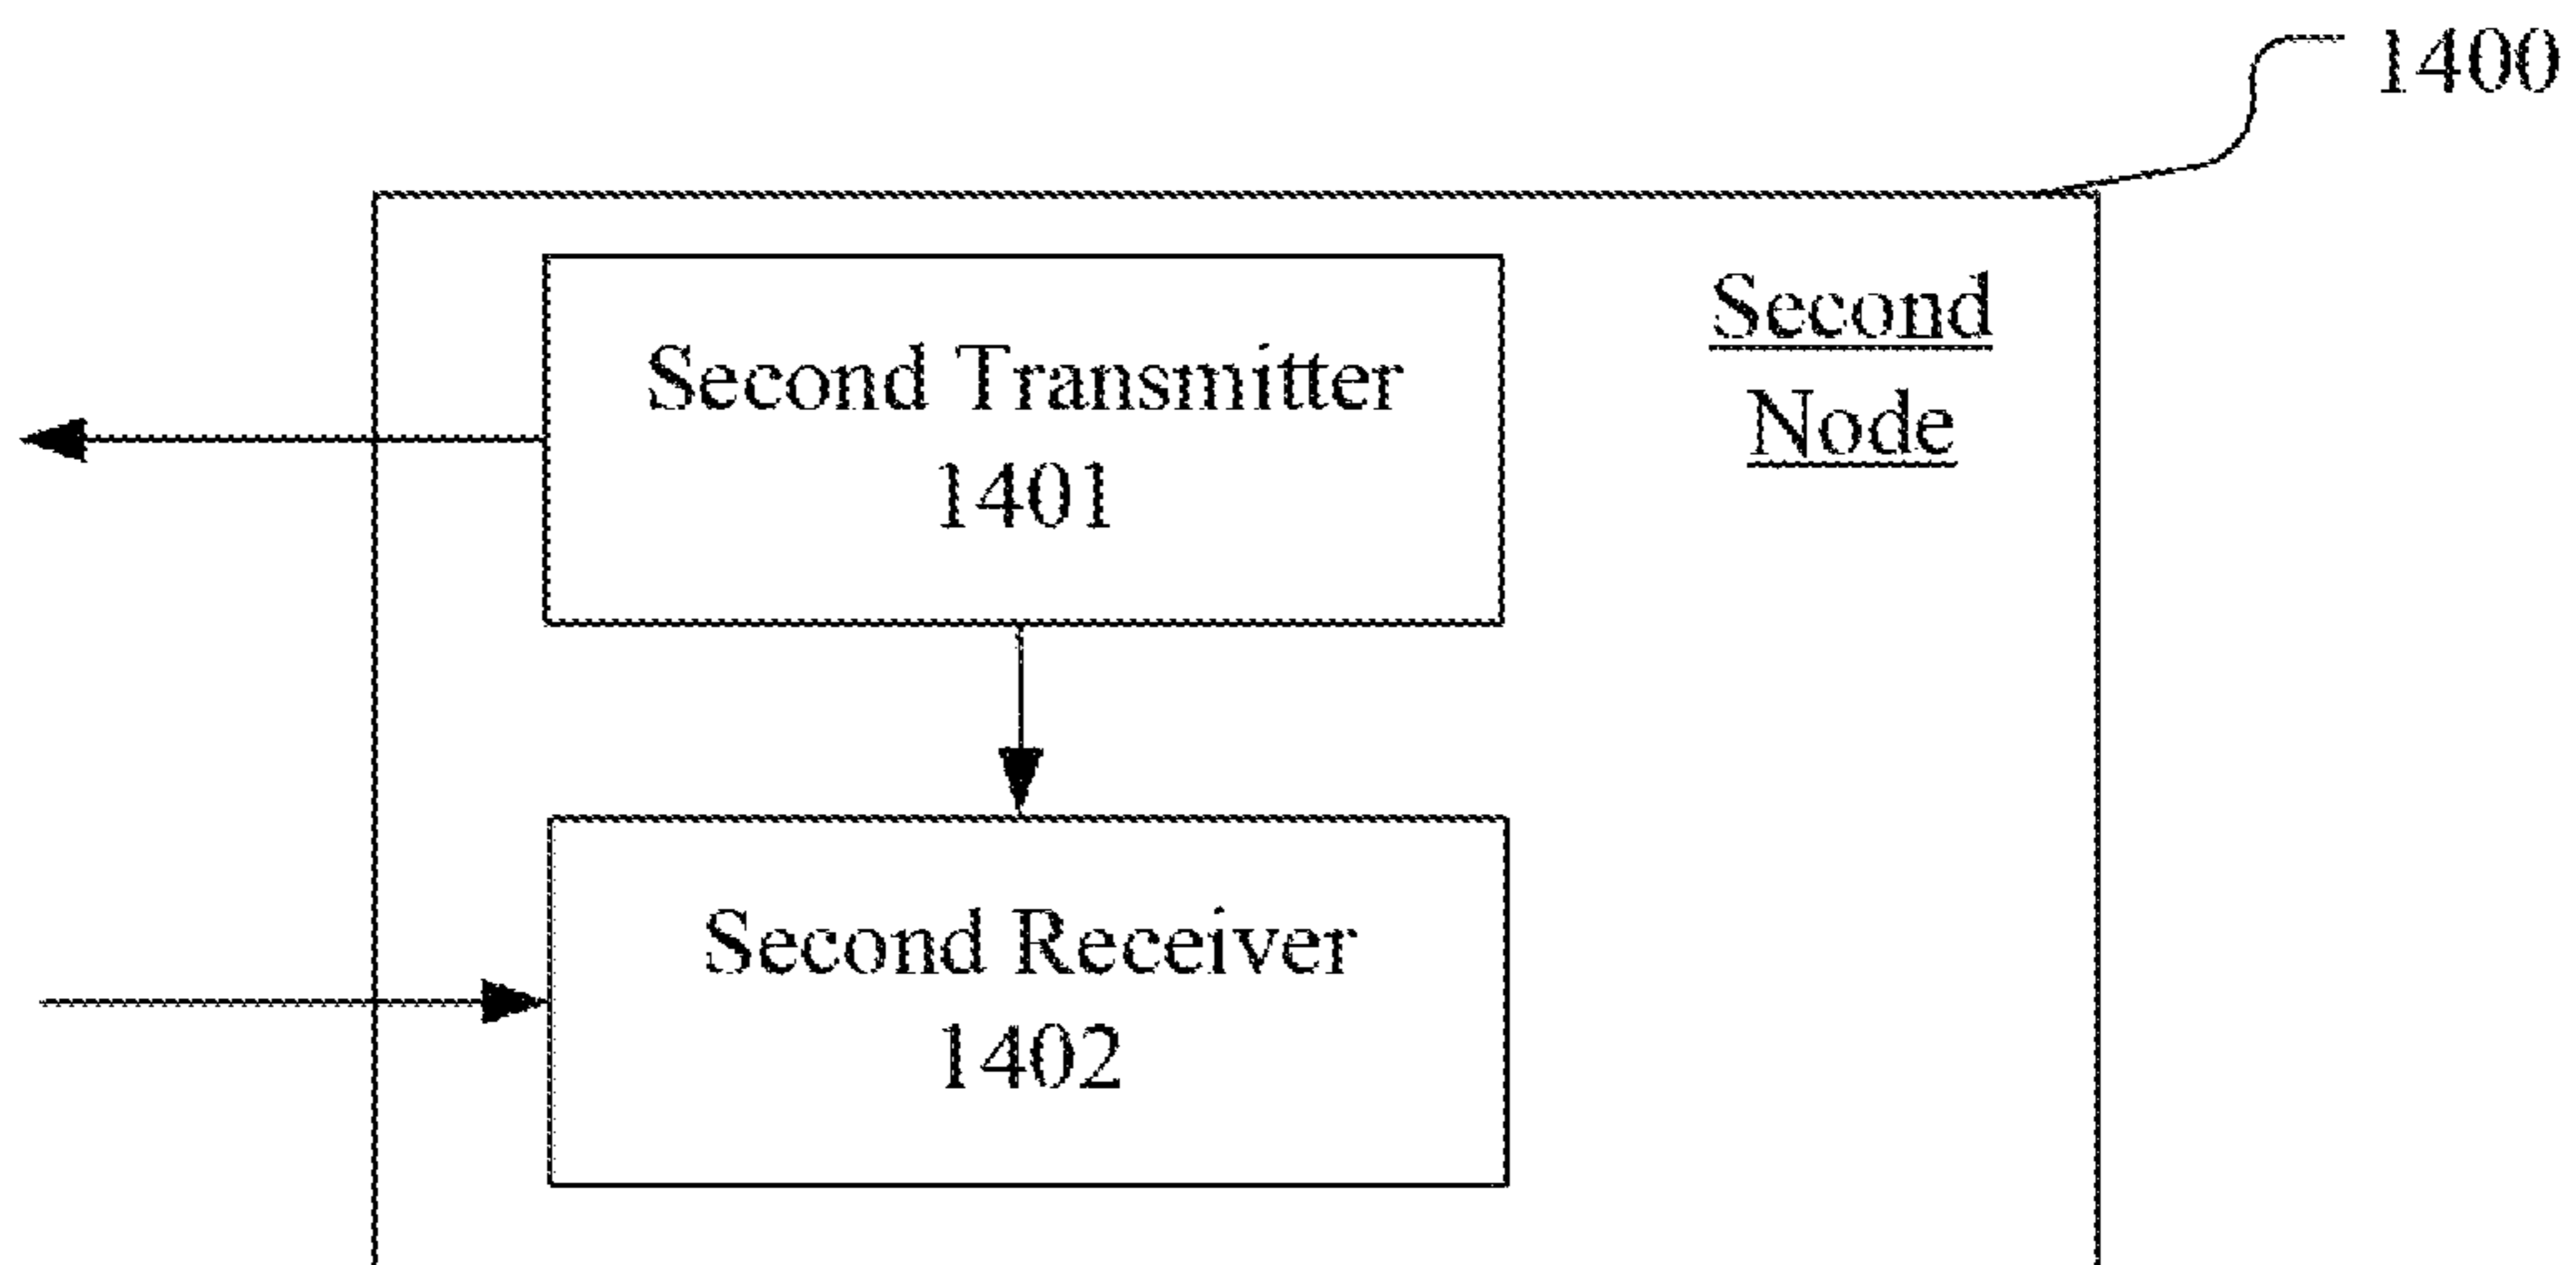 1400
Second
Node
Second Transmitter
1401
Second Receiver
1402